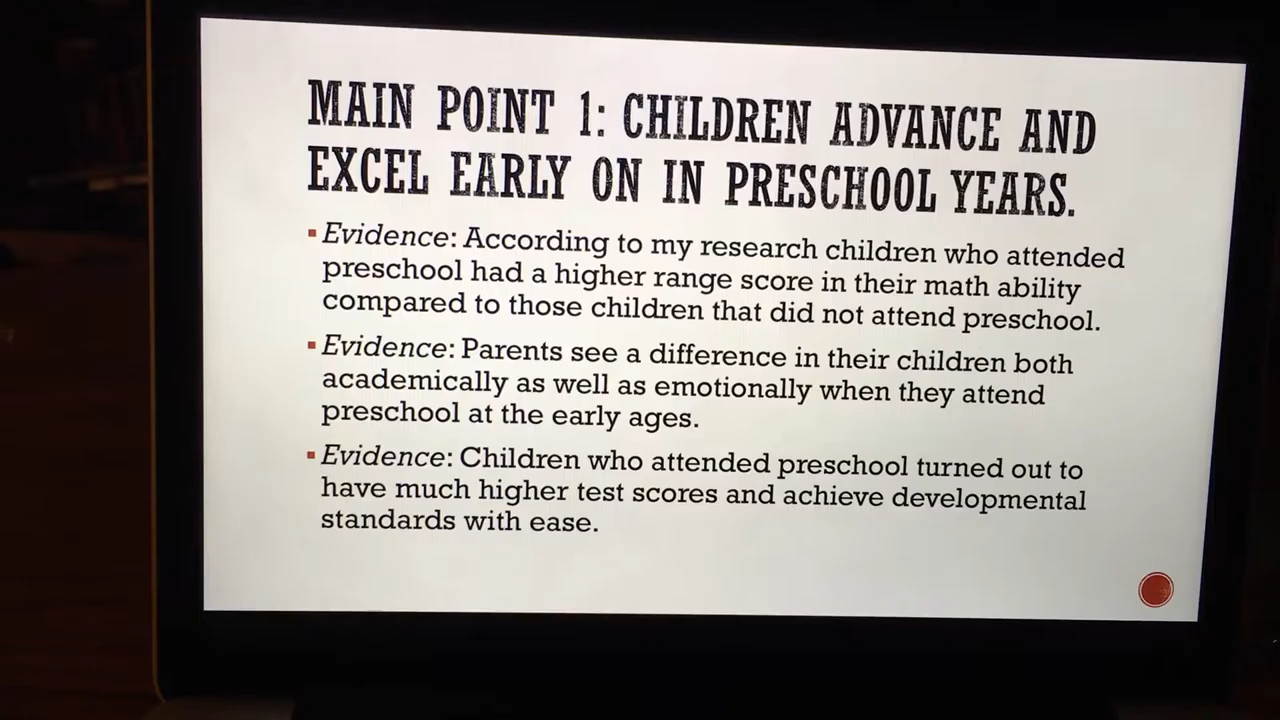 MAIN POINT 1: CHILDREN ADVANCE AND
EXCEL EARLY ON IN PRESCHOOL YEARS.
▪ Evidence: According to my research children who attended
preschool had a higher range score in their math ability
compared to those children that did not attend preschool.
▪ Evidence: Parents see a difference in their children both
academically as well as emotionally when they attend
preschool at the early ages.
▪ Evidence: Children who attended preschool turned out to
have much higher test scores and achieve developmental
standards with ease.